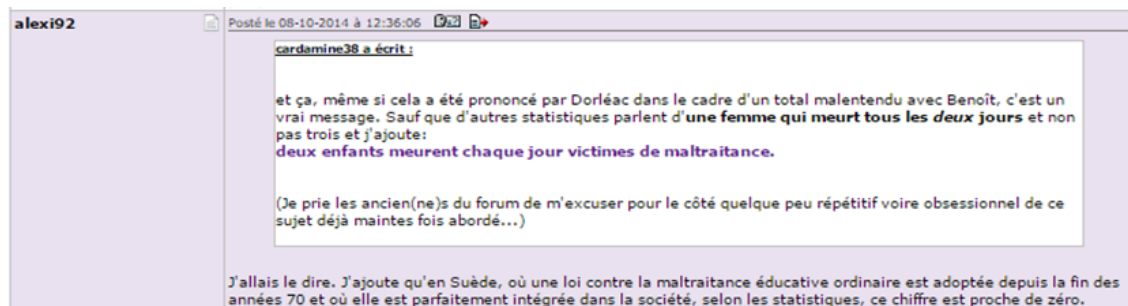 alexi92
Posté le 08-10-2014 à 12:36:06
cardamine38 a écrit :
et ça, même si cela a été prononcé par Dorléac dans le cadre d'un total malentendu avec Benoît, c'est un
vrai message. Sauf que d'autres statistiques parlent d'une femme qui meurt tous les deux jours et non
pas trois et j'ajoute:
deux enfants meurent chaque jour victimes de maltraitance.
(Je prie les ancien(ne)s du forum de m'excuser pour le côté quelque peu répétitif voire obsessionnel de ce
sujet déjà maintes fois abordé...)
J'allais le dire. J'ajoute qu'en Suède, où une loi contre la maltraitance éducative ordinaire est adoptée depuis la fin des
années 70 et où elle est parfaitement intégrée dans la société, selon les statistiques, ce chiffre est proche de zéro.